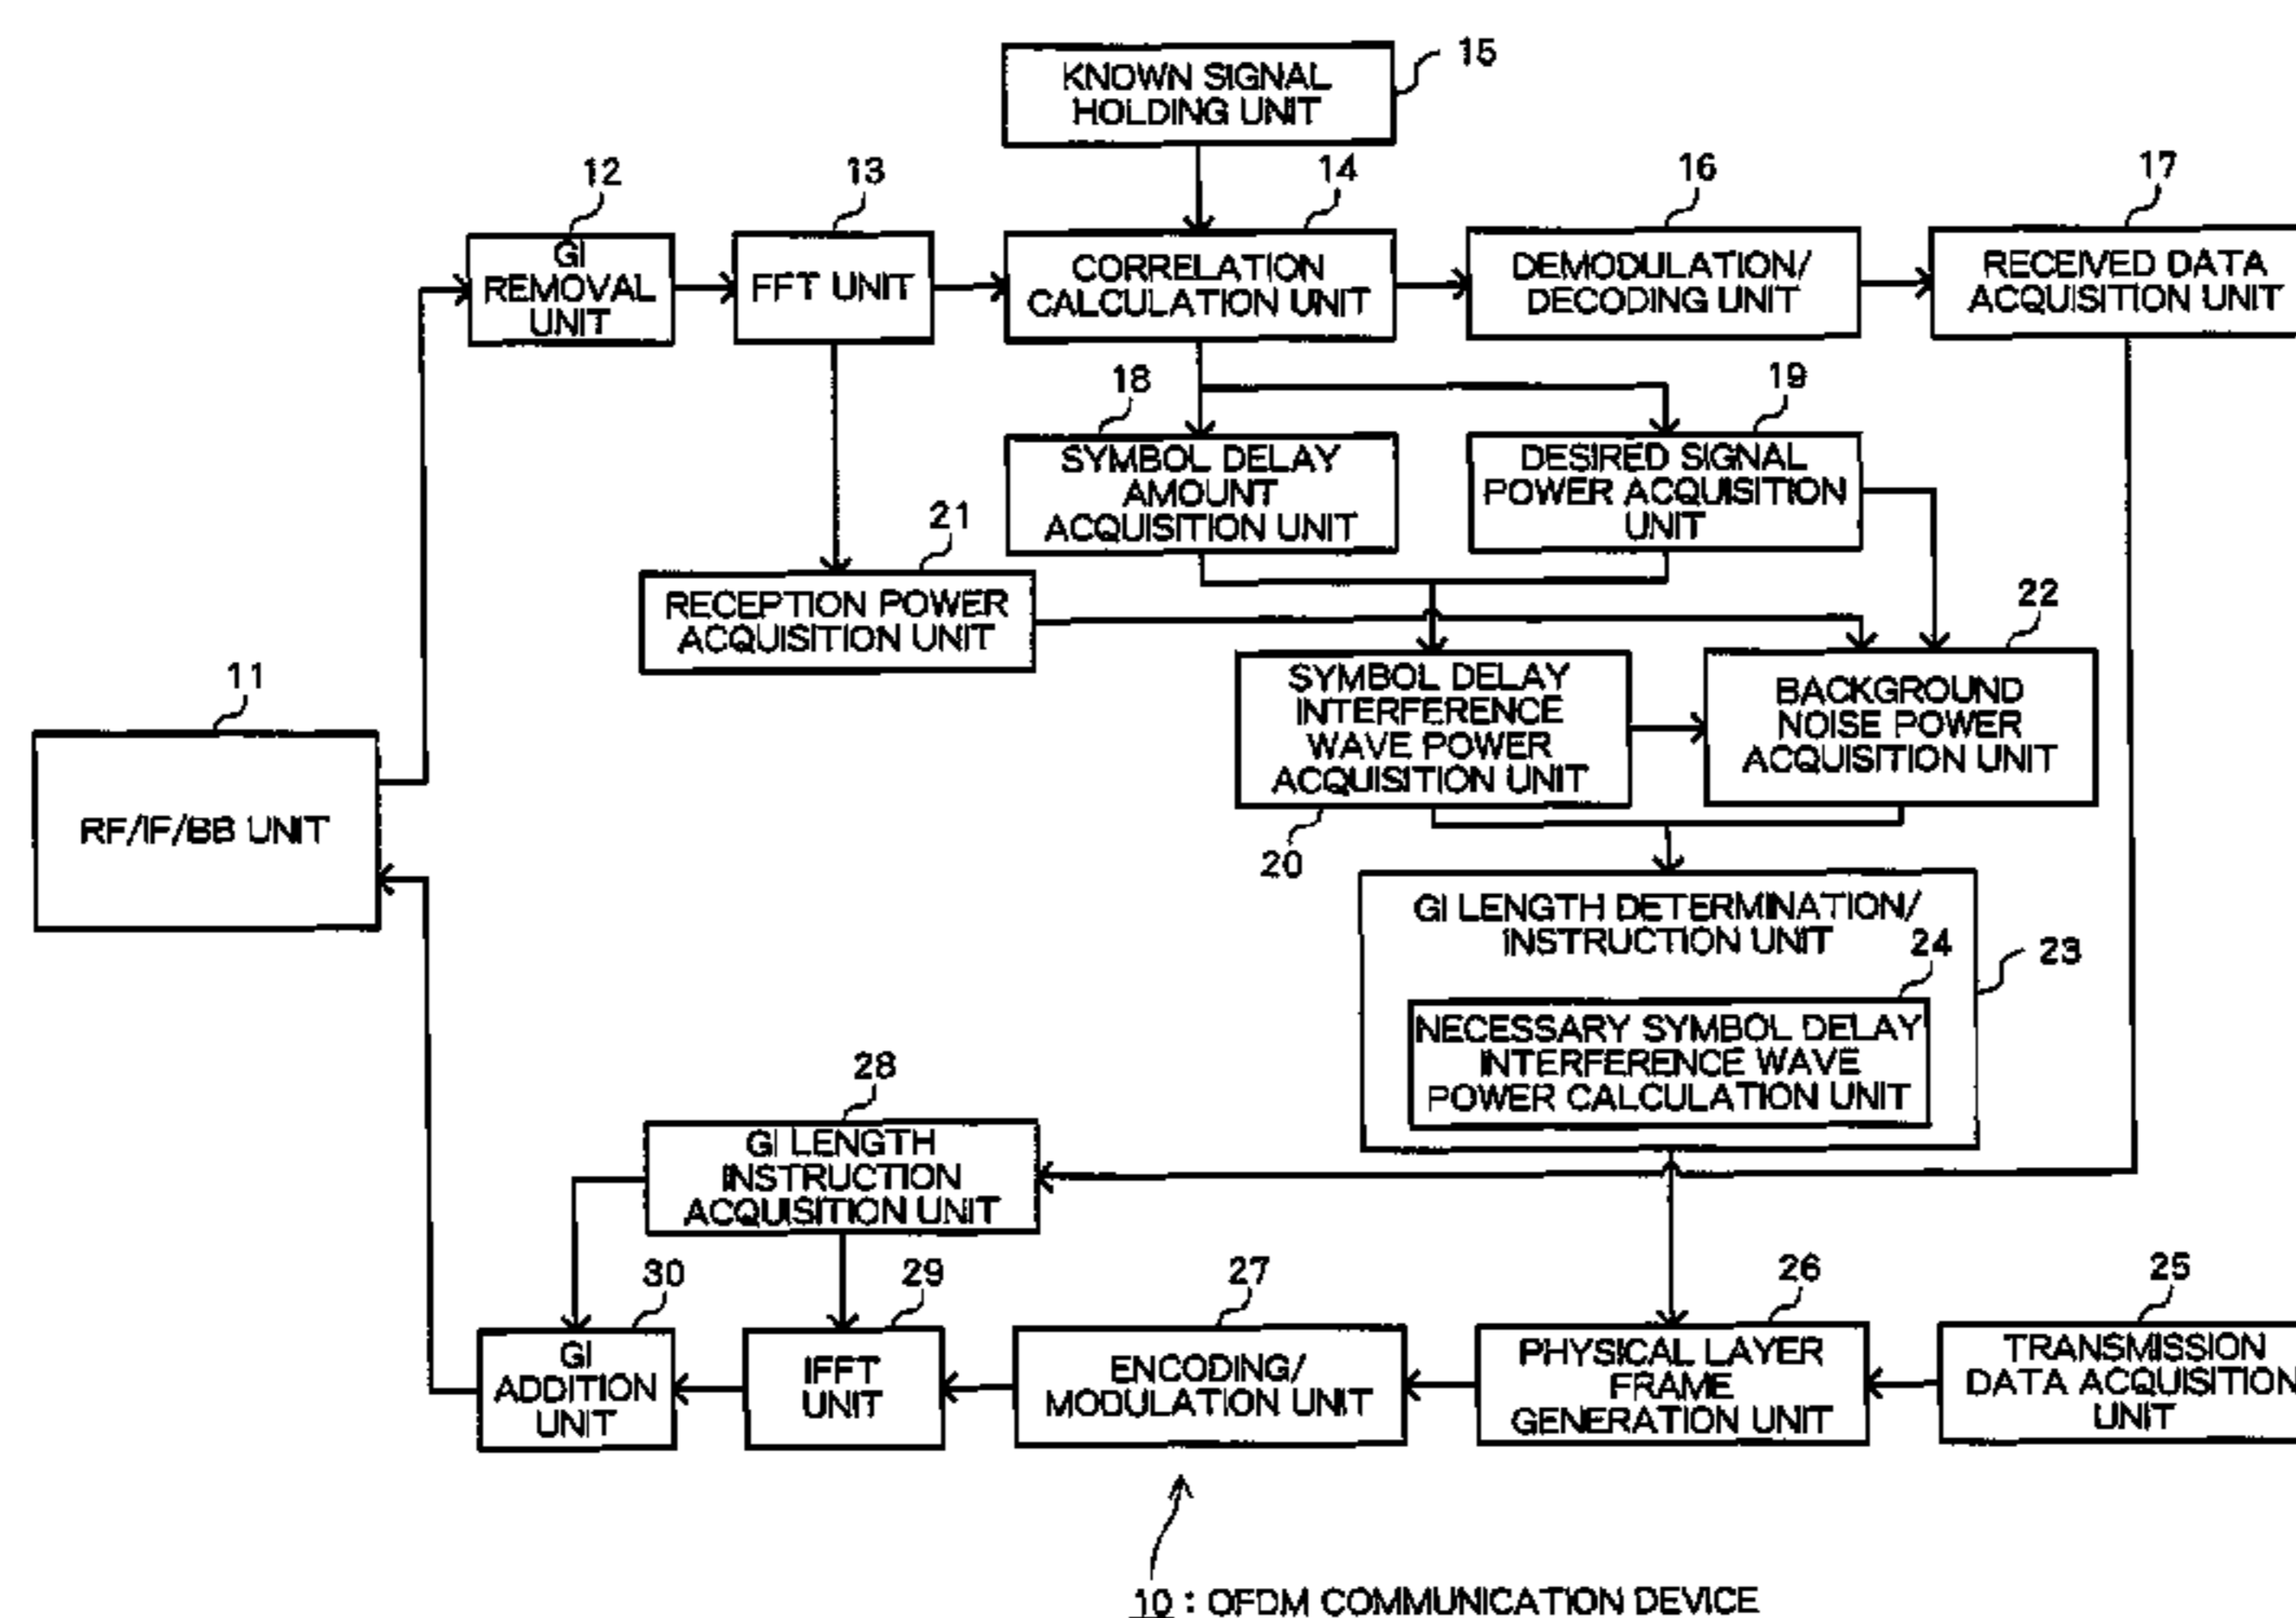 15
KNOWN SIGNAL
HOLDING UNIT
12
13
14
16
17
GI
REMOVAL
UNIT
FFT UNIT
CORRELATION
CALCULATION UNIT
DEMODULATION/
DECODING UNIT
RECEIVED DATA
ACQUISITION UNIT
18
19
SYMBOL DELAY
AMOUNT
ACQUISITION UNIT
DESIRED SIGNAL
POWER ACQUISITION
UNIT
21
RECEPTION POWER
ACQUISITION UNIT
22
11
RF/IF/BB UNIT
SYMBOL DELAY
INTERFERENCE
WAVE POWER
ACQUISITION UNIT
BACKGROUND
NOISE POWER
ACQUISITION UNIT
20
GI LENGTH DETERMINATION/
INSTRUCTION UNIT
24
23
NECESSARY SYMBOL DELAY
INTERFERENCE WAVE
POWER CALCULATION UNIT
28
GI LENGTH
INSTRUCTION
ACQUISITION UNIT
30
29
27
26
25
GI
ADDITION
UNIT
IFFT
UNIT
ENCODING/
MODULATION UNIT
PHYSICAL LAYER
FRAME
GENERATION UNIT
TRANSMISSION
DATA ACQUISITION
UNIT
10 : OFDM COMMUNICATION DEVICE